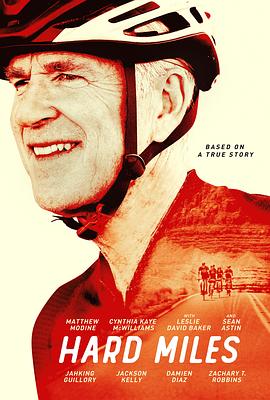 BASED ON
A TRUE STORY
MATTHEW MODINE
CYNTHIA KAYE McWILLIAMS
WITH LESLIE DAVID BAKER
AND SEAN ASTIN
HARD MILES
JAHKING GUILLORY
JACKSON KELLY
DAMIEN DIAZ
ZACHARY T. ROBBINS